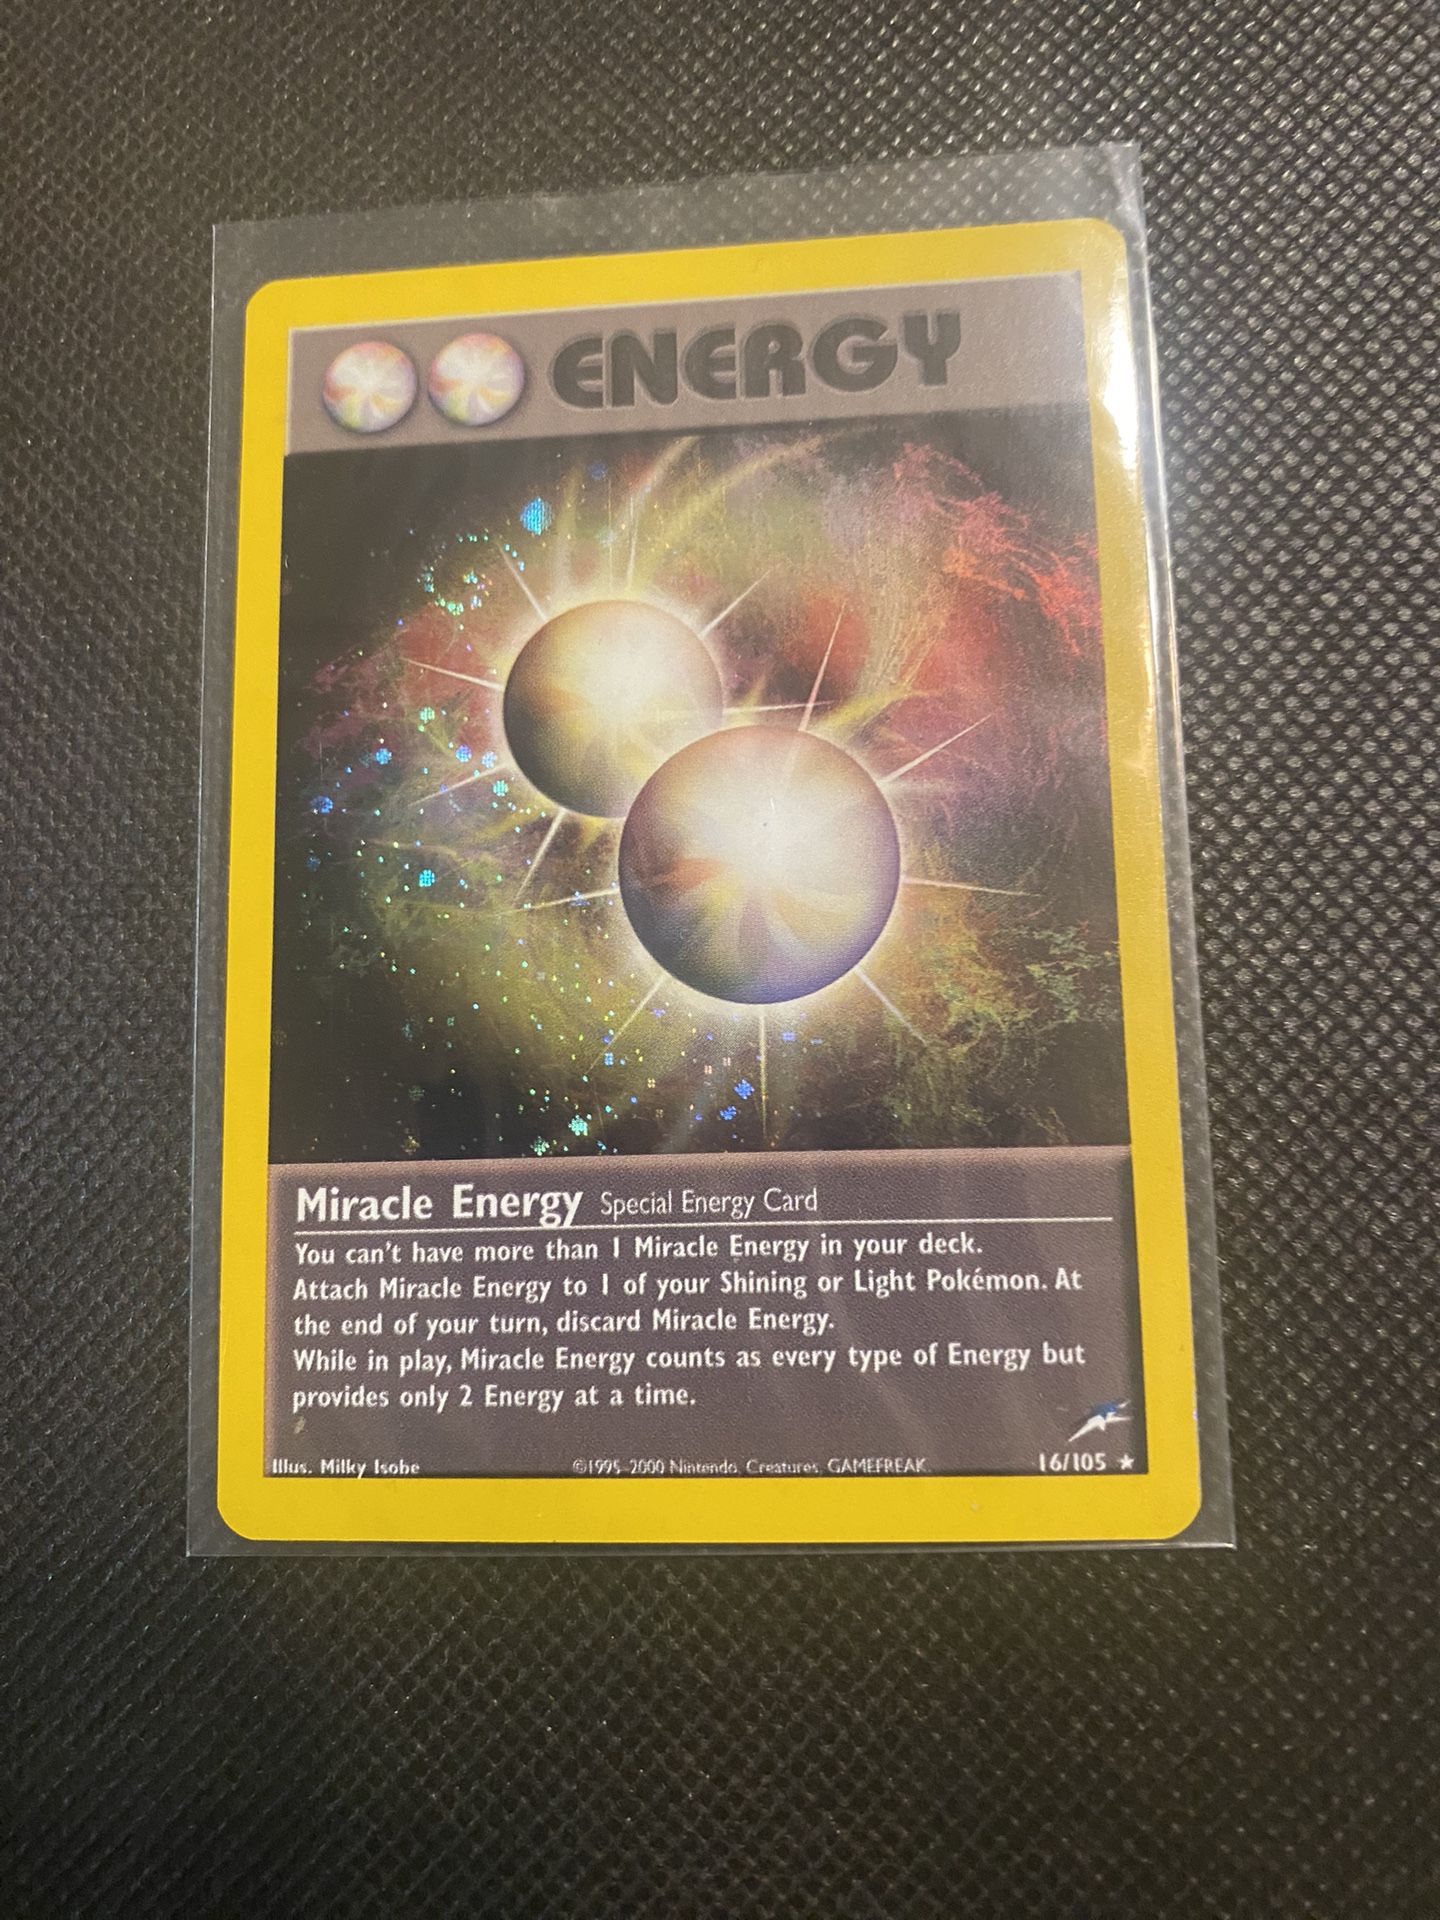 ENERGY
Miracle Energy Special Energy Card
You can't have more than 1 Miracle Energy in your deck.
Attach Miracle Energy to 1 of your Shining or Light Pokémon. At
the end of your turn, discard Miracle Energy.
While in play, Miracle Energy counts as every type of Energy but
provides only 2 Energy at a time.
Illus. Milky Isobe ©1995-2000 Nintendo, Creatures, GAMEFREAK. 16/105 ★